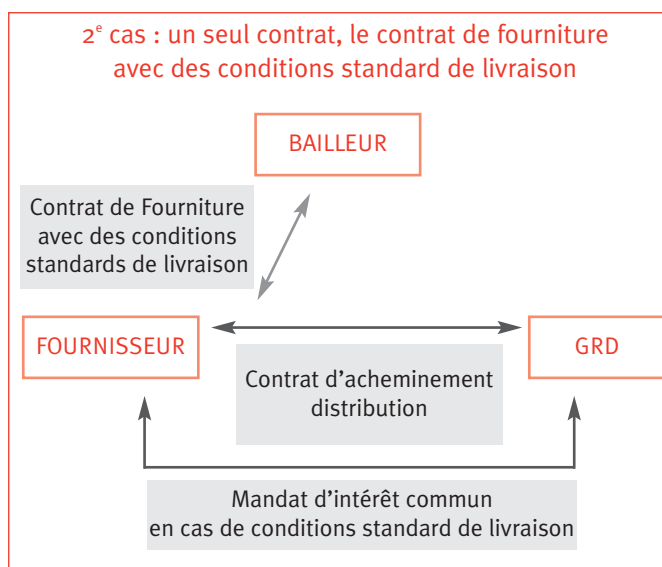 2e cas : un seul contrat, le contrat de fourniture
avec des conditions standard de livraison
BAILLEUR
Contrat de Fourniture
avec des conditions
standards de livraison
FOURNISSEUR
GRD
Contrat d'acheminement
distribution
Mandat d'intérêt commun
en cas de conditions standard de livraison